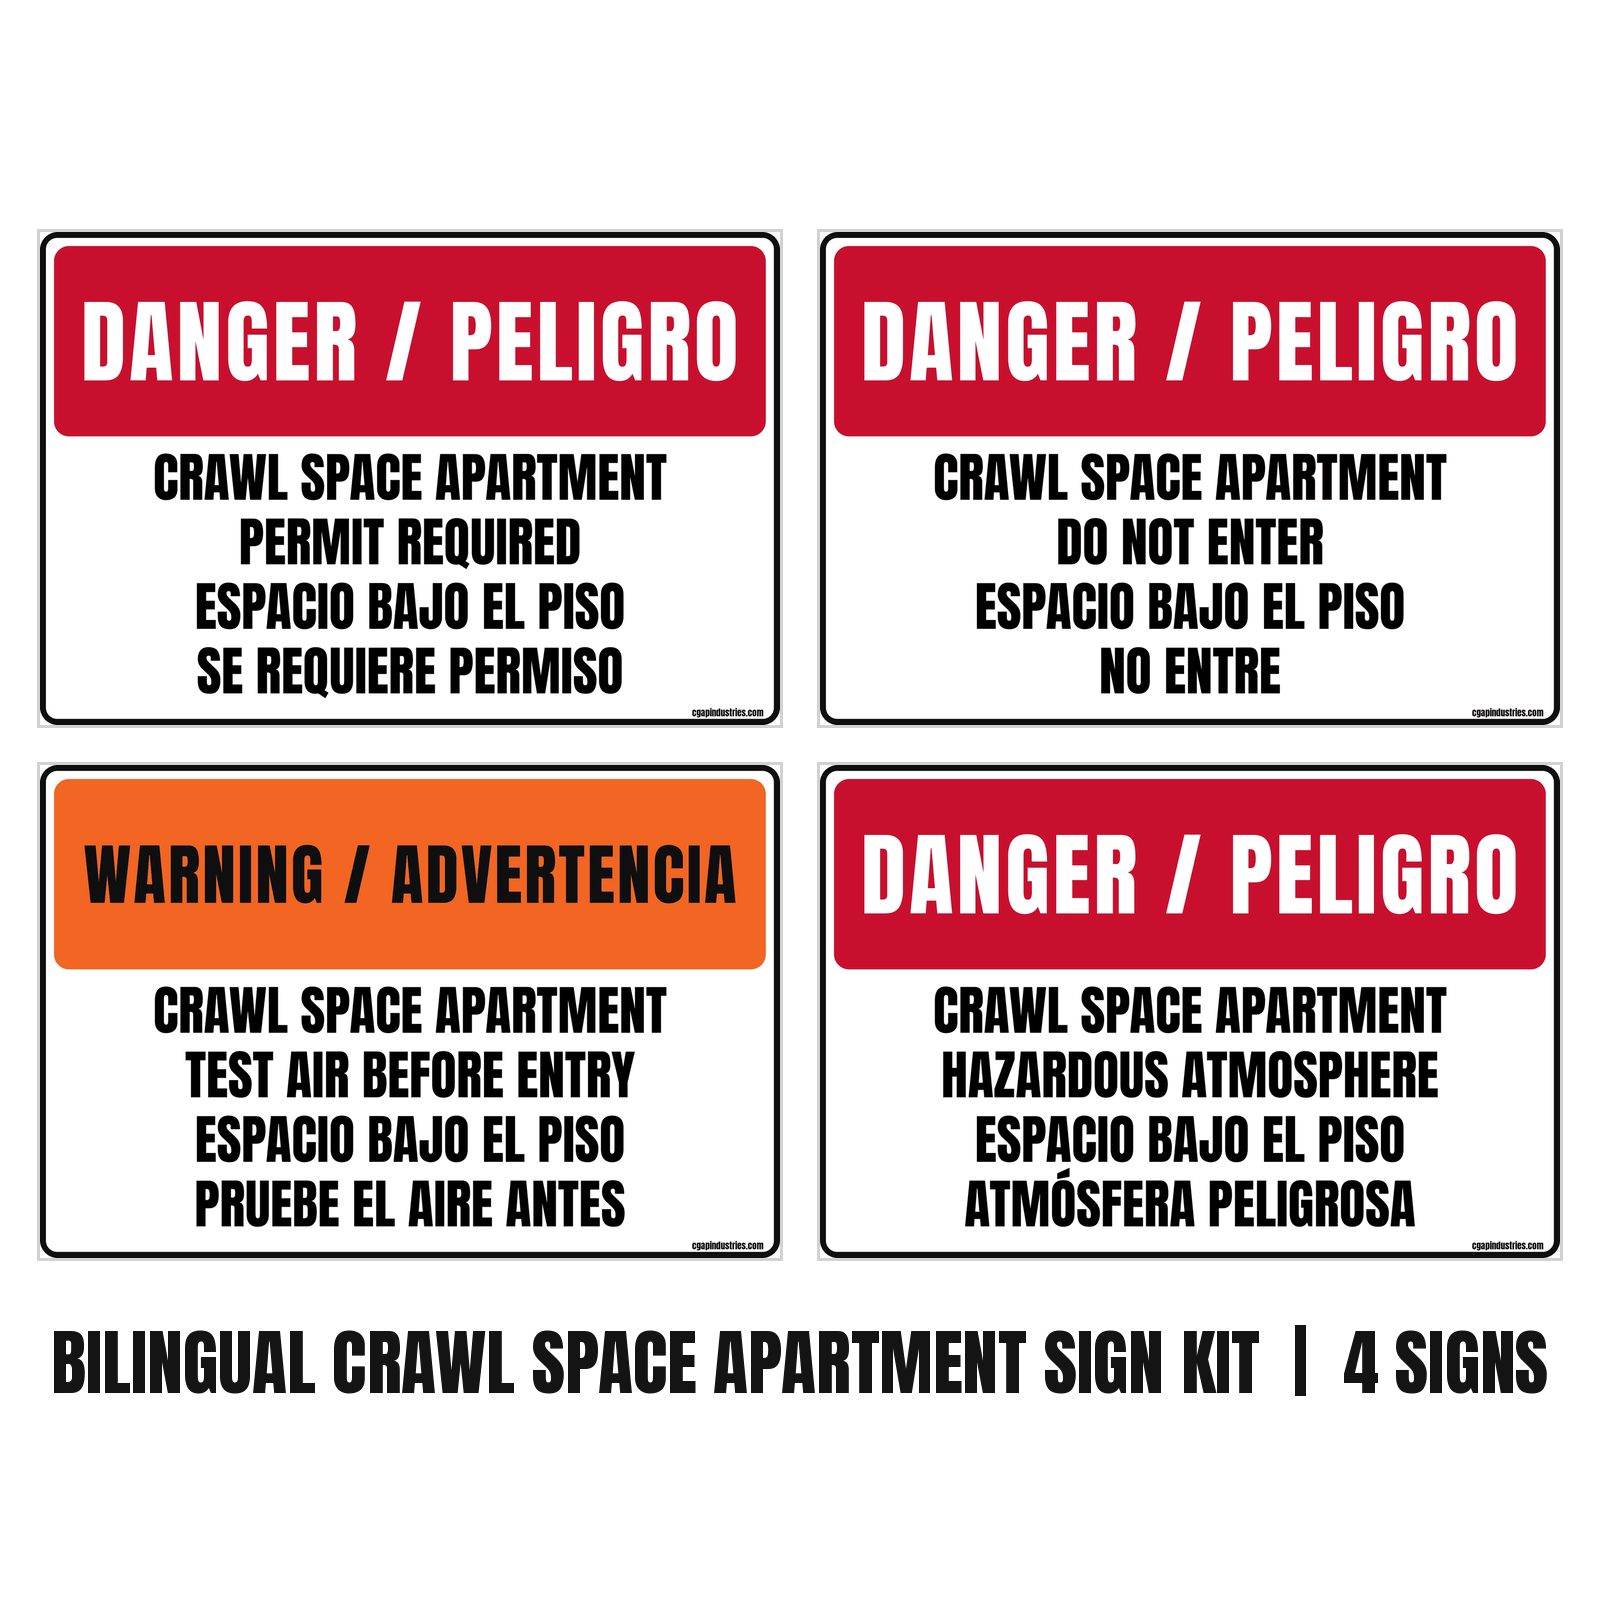 DANGER / PELIGRO
CRAWL SPACE APARTMENT
PERMIT REQUIRED
ESPACIO BAJO EL PISO
SE REQUIERE PERMISO
cgapindustries.com
DANGER / PELIGRO
CRAWL SPACE APARTMENT
DO NOT ENTER
ESPACIO BAJO EL PISO
NO ENTRE
cgapindustries.com
WARNING / ADVERTENCIA
CRAWL SPACE APARTMENT
TEST AIR BEFORE ENTRY
ESPACIO BAJO EL PISO
PRUEBE EL AIRE ANTES
cgapindustries.com
DANGER / PELIGRO
CRAWL SPACE APARTMENT
HAZARDOUS ATMOSPHERE
ESPACIO BAJO EL PISO
ATMÓSFERA PELIGROSA
cgapindustries.com
BILINGUAL CRAWL SPACE APARTMENT SIGN KIT | 4 SIGNS